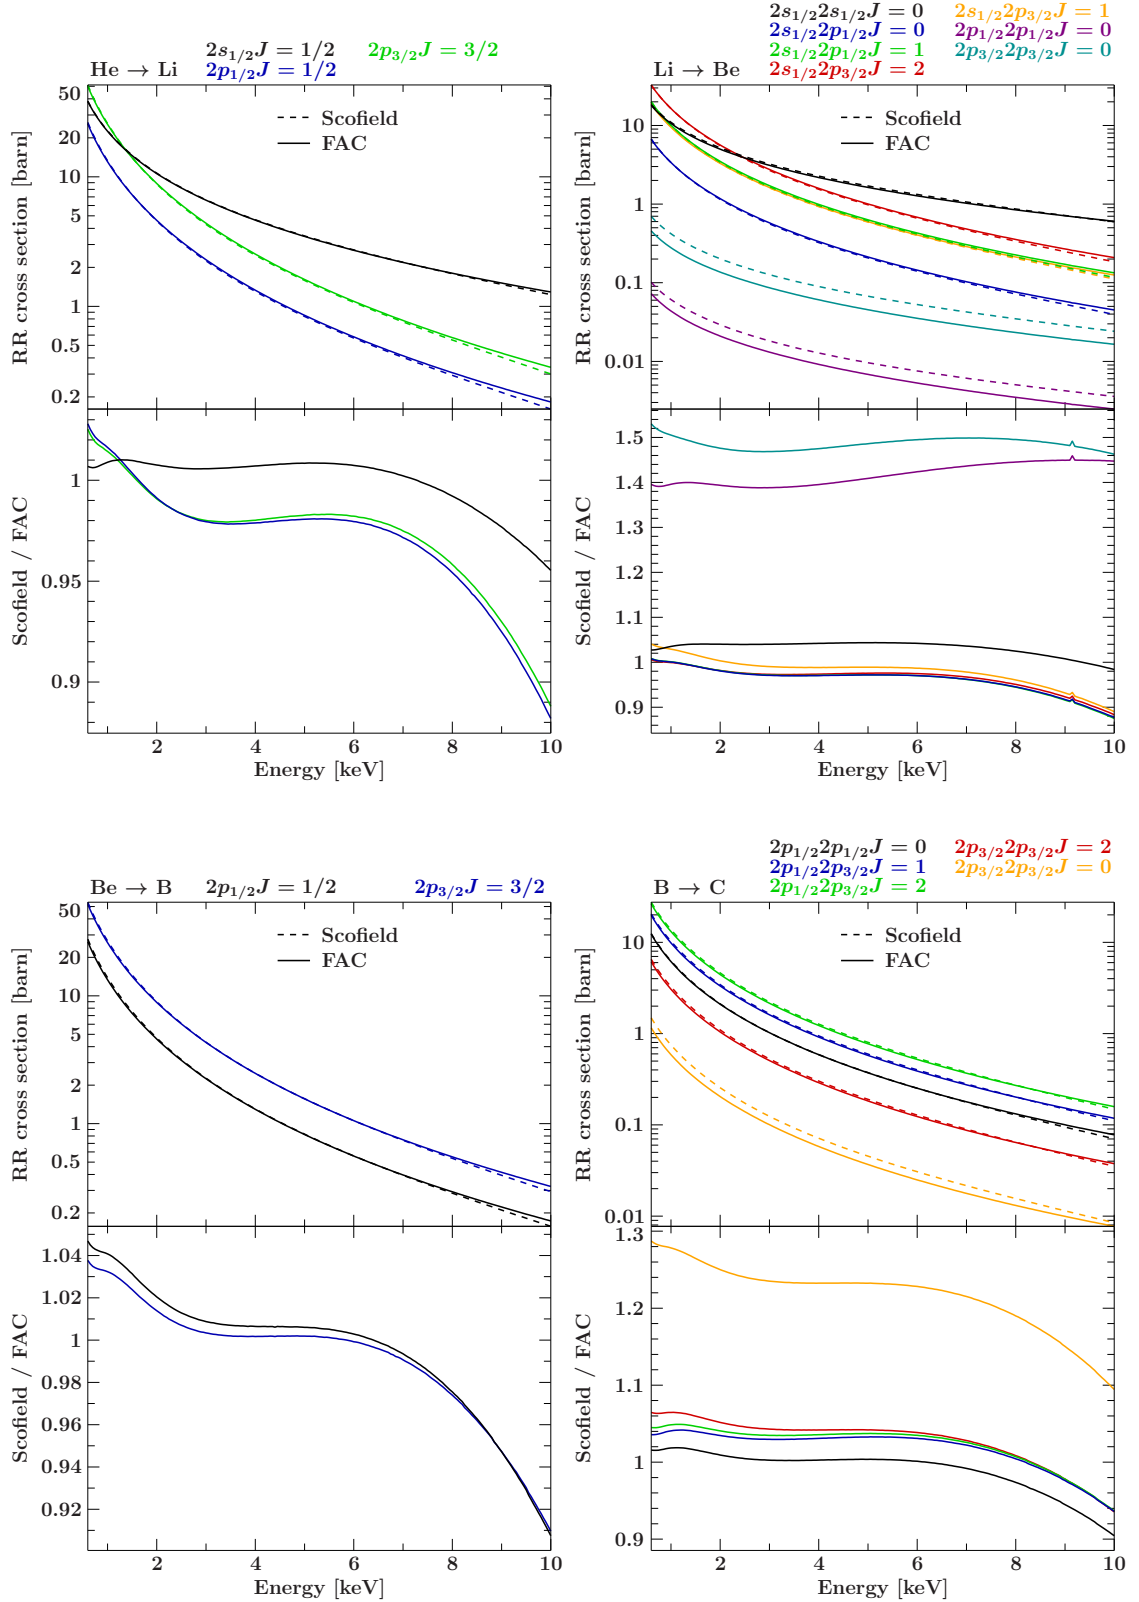 2s₁/₂J = 1/2 2p₃/₂J = 3/2
He → Li 2p₁/₂J = 1/2
50
20
10
5
2
1
0.5
0.2
RR cross section [barn]
Scofield
FAC
1
0.95
0.9
Scofield / FAC
2 4 6 8 10
Energy [keV]
2s₁/₂2s₁/₂J = 0 2s₁/₂2p₃/₂J = 1
2s₁/₂2p₁/₂J = 0 2p₁/₂2p₁/₂J = 0
2s₁/₂2p₁/₂J = 1 2p₃/₂2p₃/₂J = 0
Li → Be 2s₁/₂2p₃/₂J = 2
10
1
0.1
0.01
RR cross section [barn]
Scofield
FAC
1.5
1.4
1.3
1.2
1.1
1
0.9
Scofield / FAC
2 4 6 8 10
Energy [keV]
Be → B 2p₁/₂J = 1/2 2p₃/₂J = 3/2
50
20
10
5
2
1
0.5
0.2
RR cross section [barn]
Scofield
FAC
1.04
1.02
1
0.98
0.96
0.94
0.92
Scofield / FAC
2 4 6 8 10
Energy [keV]
2p₁/₂2p₁/₂J = 0 2p₃/₂2p₃/₂J = 2
2p₁/₂2p₃/₂J = 1 2p₃/₂2p₃/₂J = 0
B → C 2p₁/₂2p₃/₂J = 2
10
1
0.1
0.01
RR cross section [barn]
Scofield
FAC
1.3
1.2
1.1
1
0.9
Scofield / FAC
2 4 6 8 10
Energy [keV]